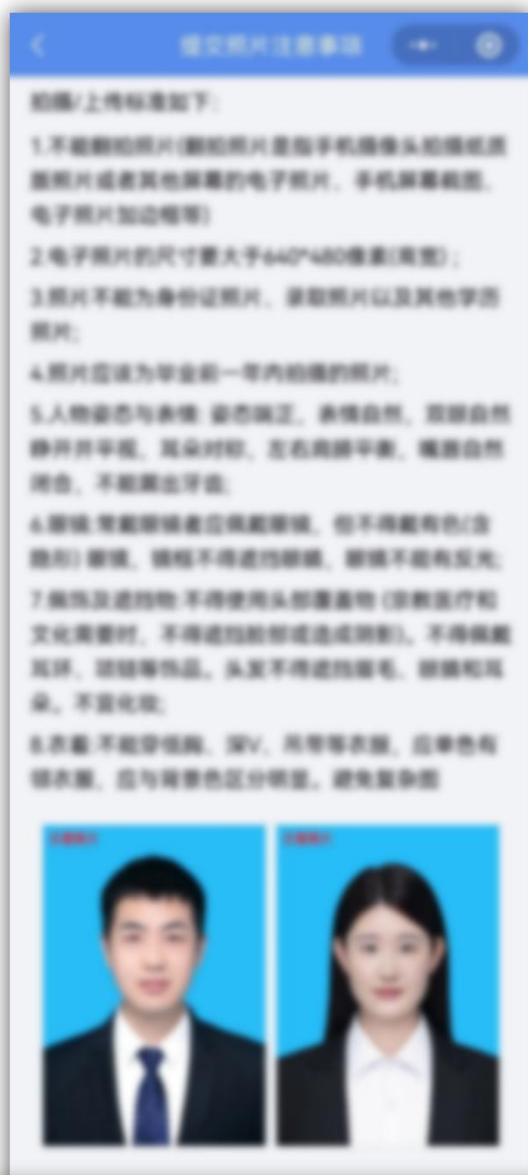 提交照片注意事项
拍摄/上传标准如下:
1.不能翻拍照片(翻拍照片是指手机摄像头拍摄纸质
版照片或者其他屏幕的电子照片、手机屏幕截图、
电子照片加边框等)
2.电子照片的尺寸要大于640*480像素(高宽);
3.照片不能为身份证照片、录取照片以及其他学历
照片;
4.照片应该为毕业前一年内拍摄的照片;
5.人物姿态与表情: 姿态端正, 表情自然, 双眼自然
睁开并平视, 耳朵对称, 左右肩膀平衡, 嘴唇自然
闭合, 不能露出牙齿;
6.眼镜:常戴眼镜者应佩戴眼镜, 但不得戴有色(含
隐形) 眼镜, 镜框不得遮挡眼睛, 眼镜不能有反光;
7.佩饰及遮挡物:不得使用头部覆盖物 (宗教医疗和
文化需要时, 不得遮挡脸部或造成阴影)。不得佩戴
耳环、项链等饰品。头发不得遮挡眉毛、眼睛和耳
朵。不宜化妆;
8.衣着:不能穿低胸、深V、吊带等衣服, 应单色有
领衣服, 应与背景色区分明显。避免复杂图